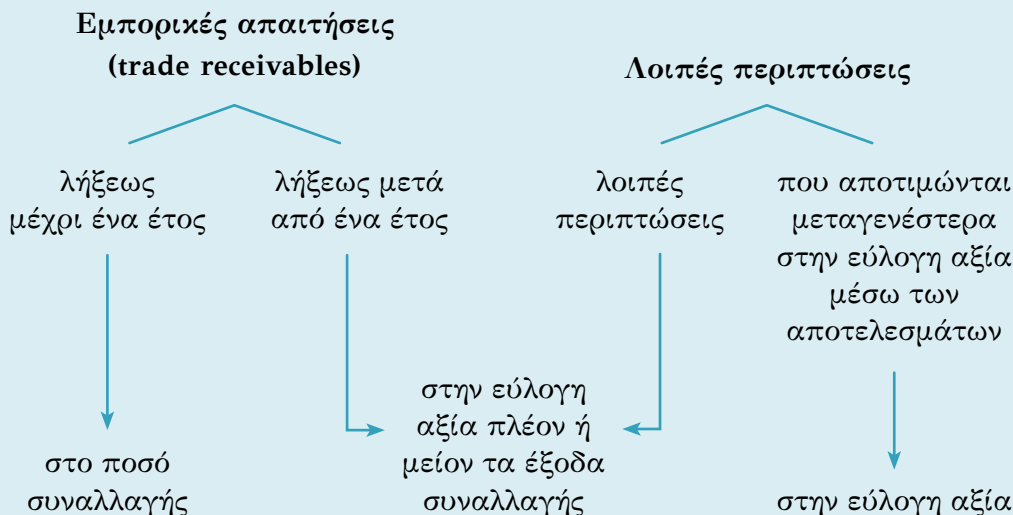 Εμπορικές απαιτήσεις
(trade receivables)
Λοιπές περιπτώσεις
λήξεως
μέχρι ένα έτος
λήξεως μετά
από ένα έτος
λοιπές
περιπτώσεις
που αποτιμώνται
μεταγενέστερα
στην εύλογη αξία
μέσω των
αποτελεσμάτων
στο ποσό
συναλλαγής
στην εύλογη
αξία πλέον ή
μείον τα έξοδα
συναλλαγής
στην εύλογη αξία